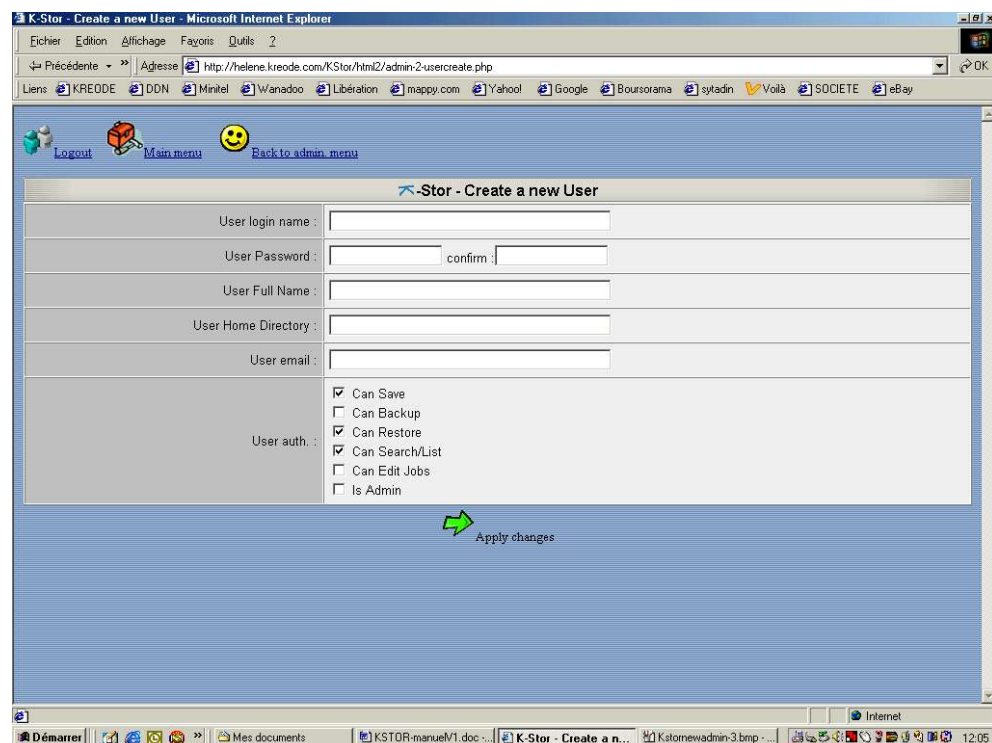 K-Stor - Create a new User - Microsoft Internet Explorer
Fichier Edition Affichage Favoris Outils ?
Précédente » Adresse http://helene.kreode.com/KStor/html2/admin-2-usercreate.php OK
Liens KREODE DDN Minitel Wanadoo Libération mappy.com Yahoo! Google Boursorama sytadin Voilà SOCIETE eBay
Logout Main menu Back to admin. menu
K-Stor - Create a new User
User login name :
User Password : confirm :
User Full Name :
User Home Directory :
User email :
User auth. :
Can Save
Can Backup
Can Restore
Can Search/List
Can Edit Jobs
Is Admin
Apply changes
Internet
Démarrer » Mes documents KSTOR-manuelV1.doc -... K-Stor - Create a n... Kstornewadmin-3.bmp - ... 12:05